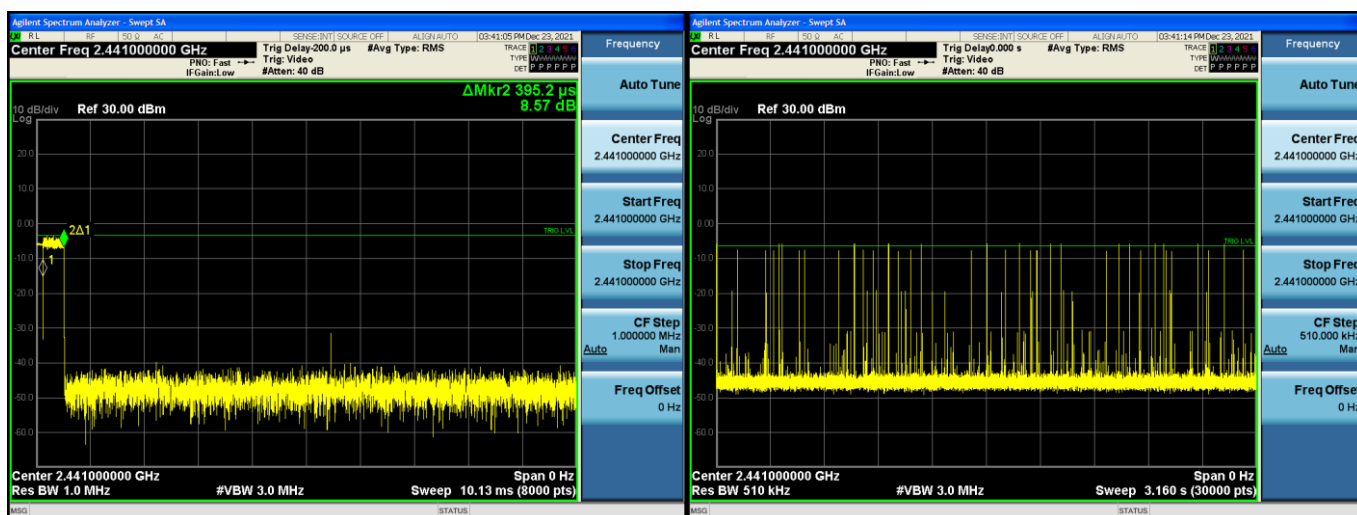 Agilent Spectrum Analyzer - Swept SA
RL RF 50 Ω AC SENSE:INT SOURCE OFF ALIGN AUTO 03:41:05 PM Dec 23, 2021
Center Freq 2.441000000 GHz
Trig Delay-200.0 µs #Avg Type: RMS
TRACE 1 2 3 4 5 6
PNO: Fast Trig: Video
TYPE W
IFGain:Low #Atten: 40 dB
DET P P P P P P
ΔMkr2 395.2 µs
8.57 dB
10 dB/div Ref 30.00 dBm
Log
20.0
10.0
0.00
2Δ1
TRIG LVL
-10.0
1
-20.0
-30.0
-40.0
-50.0
-60.0
Center 2.441000000 GHz Span 0 Hz
Res BW 1.0 MHz #VBW 3.0 MHz Sweep 10.13 ms (8000 pts)
MSG STATUS
Frequency
Auto Tune
Center Freq
2.441000000 GHz
Start Freq
2.441000000 GHz
Stop Freq
2.441000000 GHz
CF Step
1.000000 MHz
Auto Man
Freq Offset
0 Hz
Agilent Spectrum Analyzer - Swept SA
RL RF 50 Ω AC SENSE:INT SOURCE OFF ALIGN AUTO 03:41:14 PM Dec 23, 2021
Center Freq 2.441000000 GHz
Trig Delay0.000 s #Avg Type: RMS
TRACE 1 2 3 4 5 6
PNO: Fast Trig: Video
TYPE W
IFGain:Low #Atten: 40 dB
DET P P P P P P
10 dB/div Ref 30.00 dBm
Log
20.0
10.0
0.00
TRIG LVL
-10.0
-20.0
-30.0
-40.0
-50.0
-60.0
Center 2.441000000 GHz Span 0 Hz
Res BW 510 kHz #VBW 3.0 MHz Sweep 3.160 s (30000 pts)
MSG STATUS
Frequency
Auto Tune
Center Freq
2.441000000 GHz
Start Freq
2.441000000 GHz
Stop Freq
2.441000000 GHz
CF Step
510.000 kHz
Auto Man
Freq Offset
0 Hz